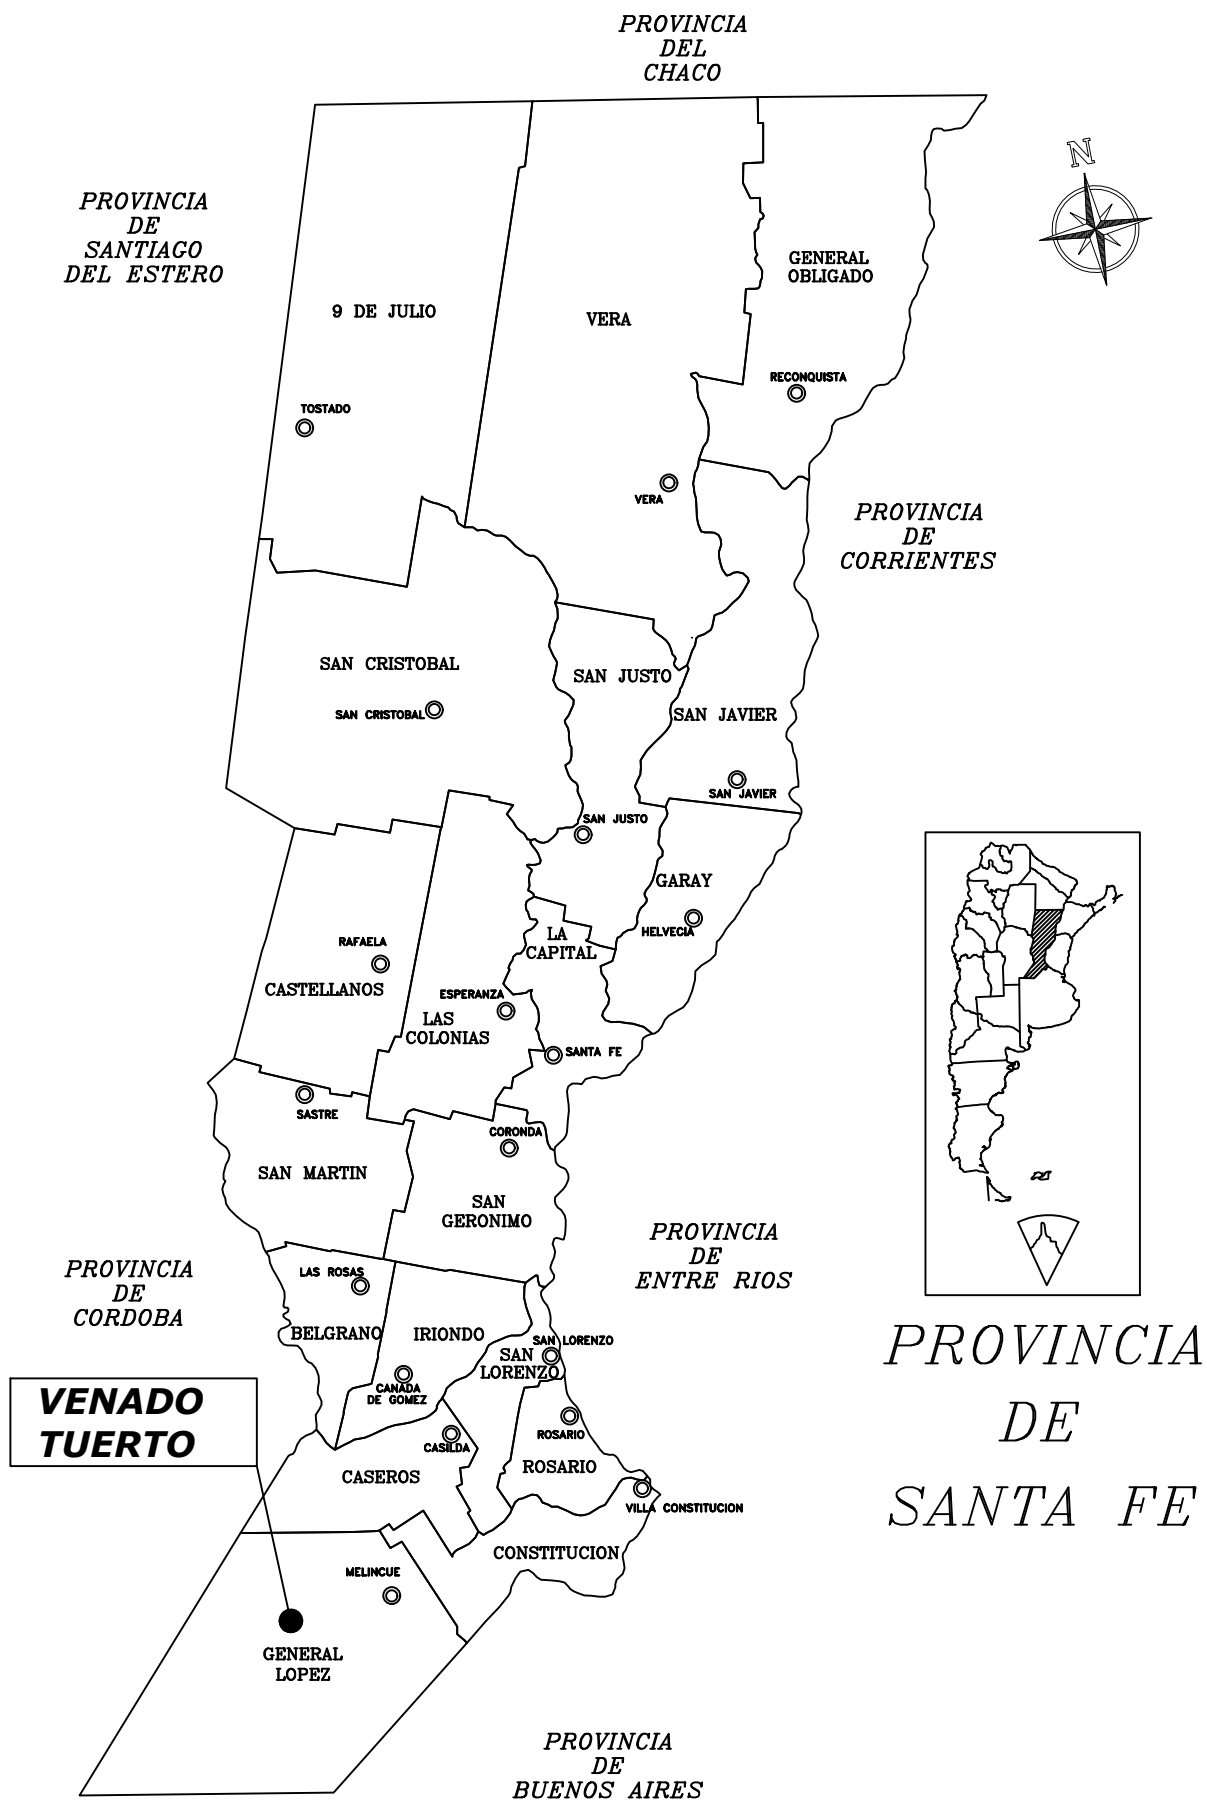 PROVINCIA
DEL
CHACO
N
PROVINCIA
DE
SANTIAGO
DEL ESTERO
GENERAL
OBLIGADO
9 DE JULIO
VERA
RECONQUISTA
TOSTADO
VERA
PROVINCIA
DE
CORRIENTES
SAN CRISTOBAL
SAN JUSTO
SAN CRISTOBAL
SAN JAVIER
SAN JAVIER
SAN JUSTO
GARAY
HELVECIA
LA
CAPITAL
RAFAELA
CASTELLANOS
ESPERANZA
LAS
COLONIAS
SANTA FE
SASTRE
CORONDA
SAN MARTIN
SAN
GERONIMO
PROVINCIA
DE
ENTRE RIOS
PROVINCIA
DE
CORDOBA
LAS ROSAS
BELGRANO
IRIONDO
SAN LORENZO
SAN
LORENZO
CANADA
DE GOMEZ
VENADO
TUERTO
CASILDA
ROSARIO
ROSARIO
CASEROS
VILLA CONSTITUCION
CONSTITUCION
MELINCUE
GENERAL
LOPEZ
PROVINCIA
DE
BUENOS AIRES
PROVINCIA
DE
SANTA FE